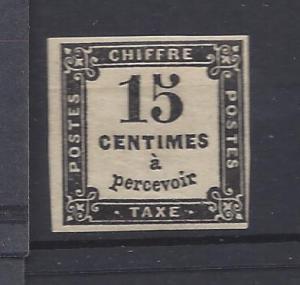 CHIFFRE
POSTES
15
CENTIMES
à
percevoir
POSTES
TAXE